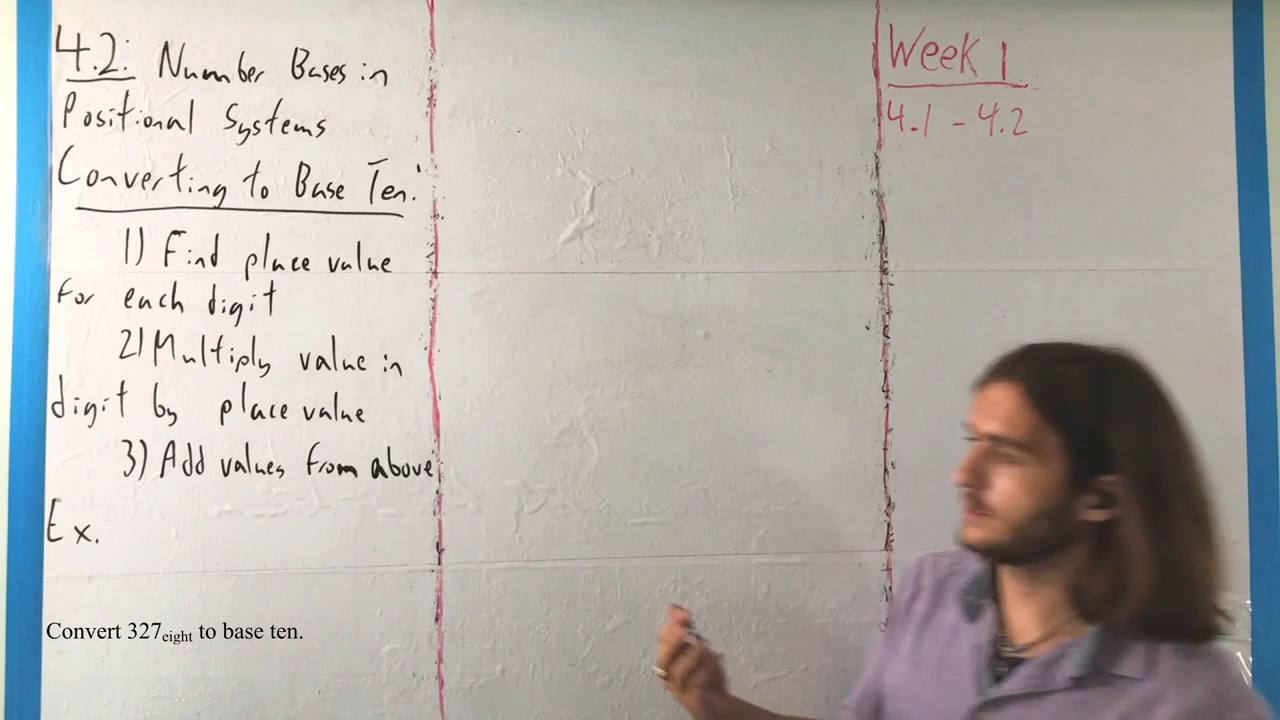 4.2: Number Bases in
Positional Systems
Converting to Base Ten:
1) Find place value
for each digit
2) Multiply value in
digit by place value
3) Add values from above
Ex.
Convert 327eight to base ten.
Week 1
4.1 - 4.2